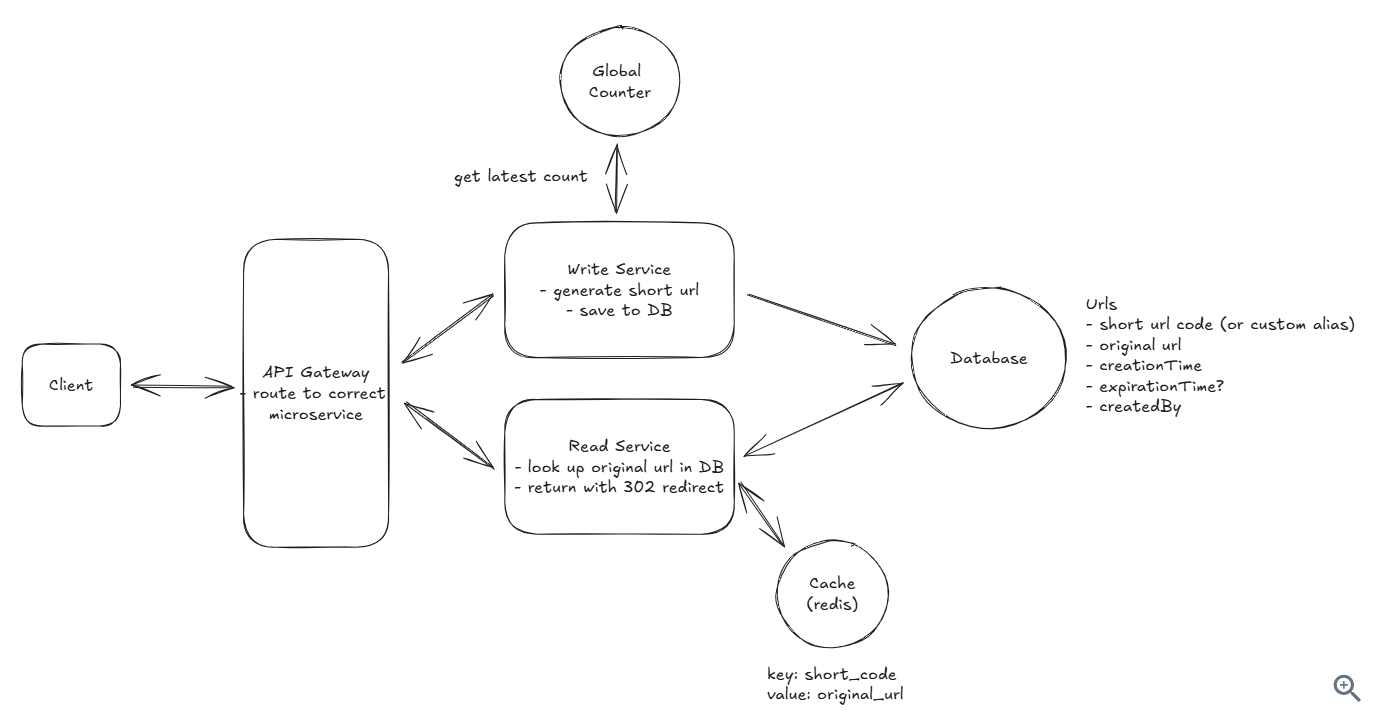 Global
Counter
get latest count
Write Service
- generate short url
- save to DB
Client
API Gateway
- route to correct
microservice
Read Service
- look up original url in DB
- return with 302 redirect
Database
Urls
- short url code (or custom alias)
- original url
- creationTime
- expirationTime?
- createdBy
Cache
(redis)
key: short_code
value: original_url